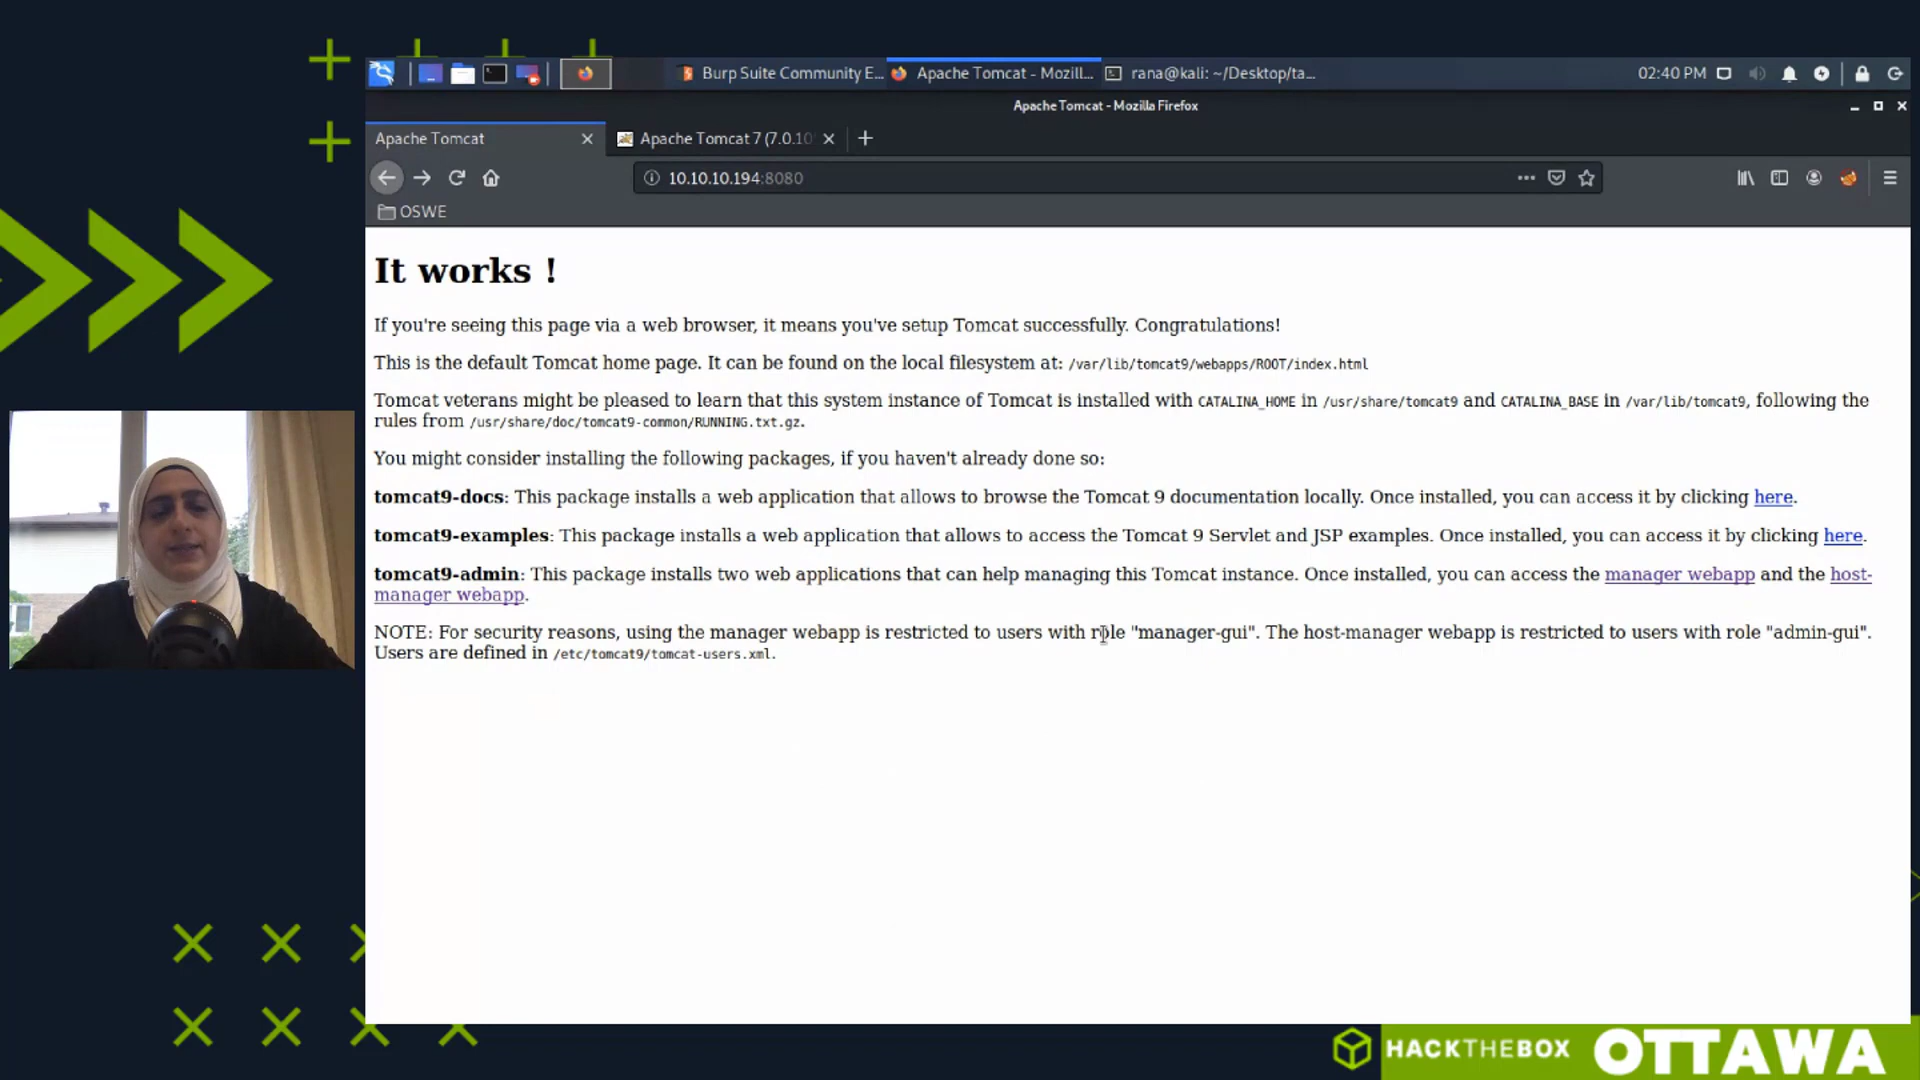 Burp Suite Community E...
Apache Tomcat - Mozill...
rana@kali: ~/Desktop/ta...
02:40 PM
Apache Tomcat - Mozilla Firefox
Apache Tomcat
Apache Tomcat 7 (7.0.10
10.10.10.194:8080
OSWE
It works !
If you're seeing this page via a web browser, it means you've setup Tomcat successfully. Congratulations!
This is the default Tomcat home page. It can be found on the local filesystem at: /var/lib/tomcat9/webapps/ROOT/index.html
Tomcat veterans might be pleased to learn that this system instance of Tomcat is installed with CATALINA_HOME in /usr/share/tomcat9 and CATALINA_BASE in /var/lib/tomcat9, following the
rules from /usr/share/doc/tomcat9-common/RUNNING.txt.gz.
You might consider installing the following packages, if you haven't already done so:
tomcat9-docs: This package installs a web application that allows to browse the Tomcat 9 documentation locally. Once installed, you can access it by clicking here.
tomcat9-examples: This package installs a web application that allows to access the Tomcat 9 Servlet and JSP examples. Once installed, you can access it by clicking here.
tomcat9-admin: This package installs two web applications that can help managing this Tomcat instance. Once installed, you can access the manager webapp and the host-
manager webapp.
NOTE: For security reasons, using the manager webapp is restricted to users with role "manager-gui". The host-manager webapp is restricted to users with role "admin-gui".
Users are defined in /etc/tomcat9/tomcat-users.xml.
HACKTHEBOX OTTAWA